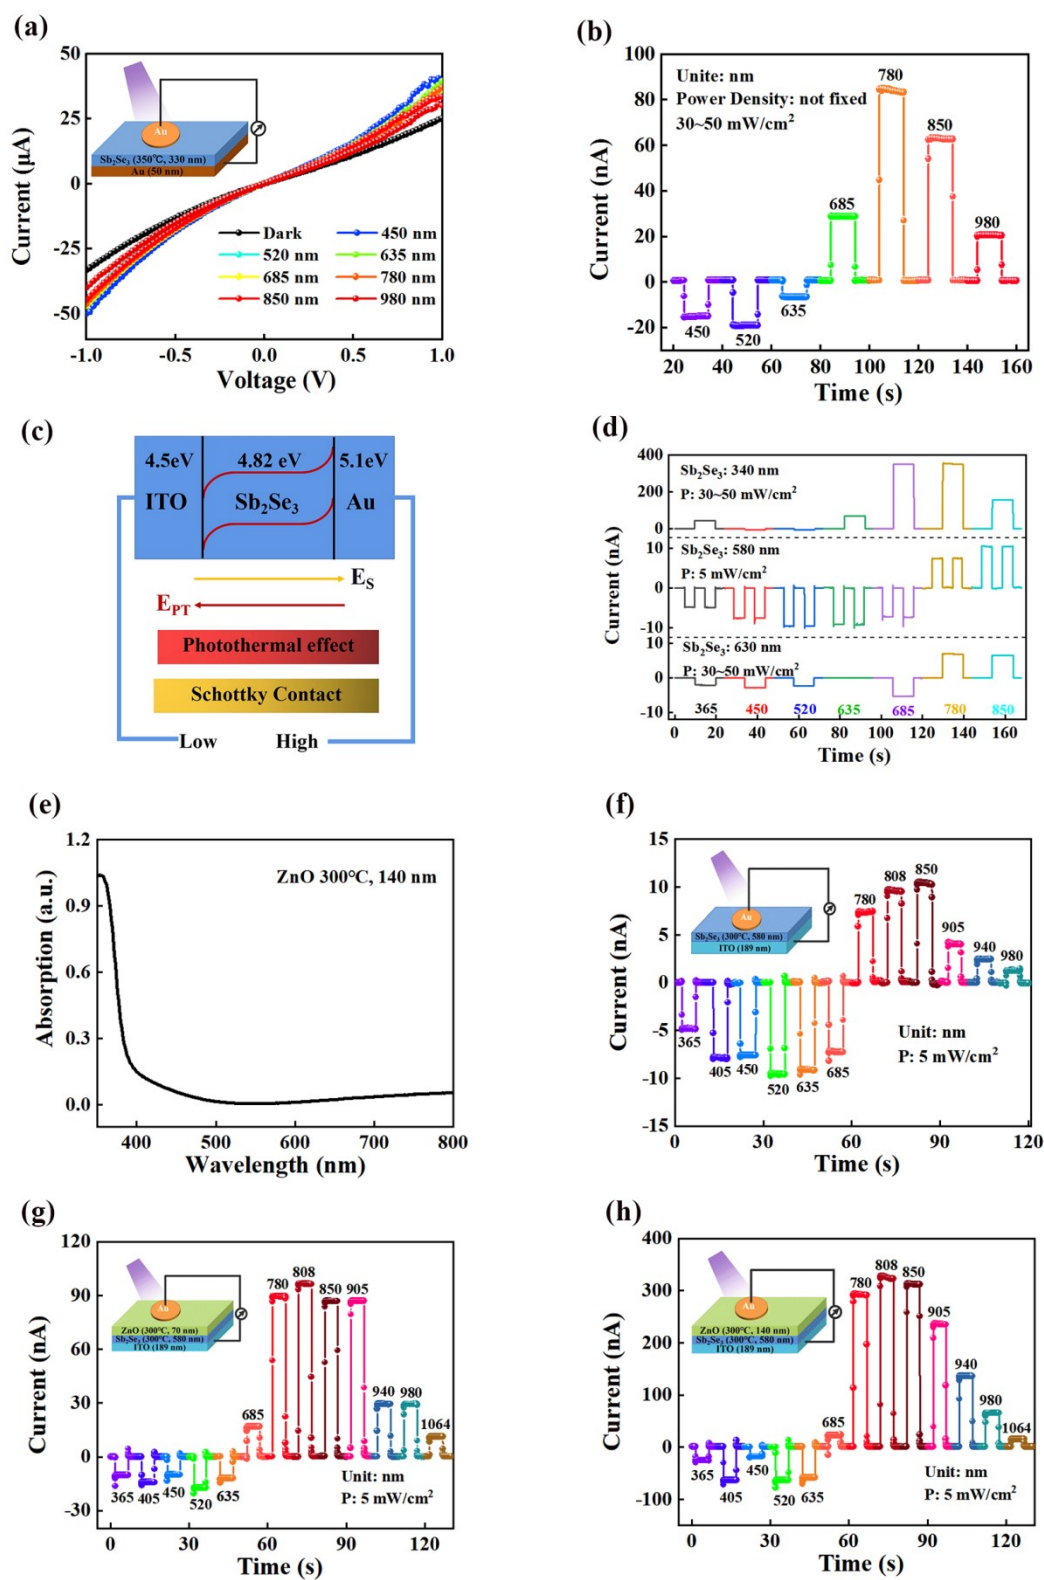 (a)
50
25
0
-25
-50
Current (μA)
Au
Sb₂Se₃ (350℃, 330 nm)
Au (50 nm)
Dark
450 nm
520 nm
635 nm
685 nm
780 nm
850 nm
980 nm
-1.0
-0.5
0.0
0.5
1.0
Voltage (V)
(b)
100
80
60
40
20
0
-20
Current (nA)
Unite: nm
Power Density: not fixed
30~50 mW/cm²
450
520
635
685
780
850
980
20
40
60
80
100
120
140
160
Time (s)
(c)
4.5eV
4.82 eV
5.1eV
ITO
Sb₂Se₃
Au
E_S
E_PT
Photothermal effect
Schottky Contact
Low
High
(d)
400
200
0
10
0
-10
10
0
-10
Current (nA)
Sb₂Se₃: 340 nm
P: 30~50 mW/cm²
Sb₂Se₃: 580 nm
P: 5 mW/cm²
Sb₂Se₃: 630 nm
P: 30~50 mW/cm²
365
450
520
635
685
780
850
0
20
40
60
80
100
120
140
160
Time (s)
(e)
1.2
0.9
0.6
0.3
0.0
Absorption (a.u.)
ZnO 300℃, 140 nm
400
500
600
700
800
Wavelength (nm)
(f)
15
10
5
0
-5
-10
-15
Current (nA)
Au
Sb₂Se₃ (300℃, 580 nm)
ITO (189 nm)
365
405
450
520
635
685
780
808
850
905
940
980
Unit: nm
P: 5 mW/cm²
0
30
60
90
120
Time (s)
(g)
120
90
60
30
0
-30
Current (nA)
Au
ZnO (300℃, 70 nm)
Sb₂Se₃ (300℃, 580 nm)
ITO (189 nm)
365
405
450
520
635
685
780
808
850
905
940
980
1064
Unit: nm
P: 5 mW/cm²
0
30
60
90
120
Time (s)
(h)
400
300
200
100
0
-100
Current (nA)
Au
ZnO (300℃, 140 nm)
Sb₂Se₃ (300℃, 580 nm)
ITO (189 nm)
365
405
450
520
635
685
780
808
850
905
940
980
1064
Unit: nm
P: 5 mW/cm²
0
30
60
90
120
Time (s)